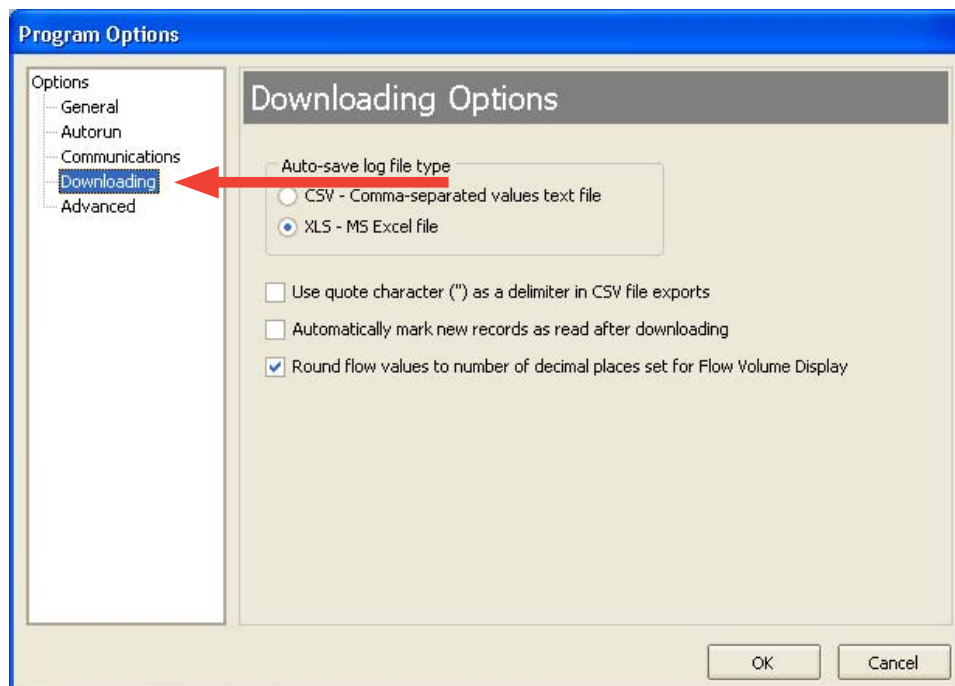 Program Options
Options
General
Autorun
Communications
Downloading
Advanced
Downloading Options
Auto-save log file type
CSV - Comma-separated values text file
XLS - MS Excel file
Use quote character (") as a delimiter in CSV file exports
Automatically mark new records as read after downloading
Round flow values to number of decimal places set for Flow Volume Display
OK
Cancel